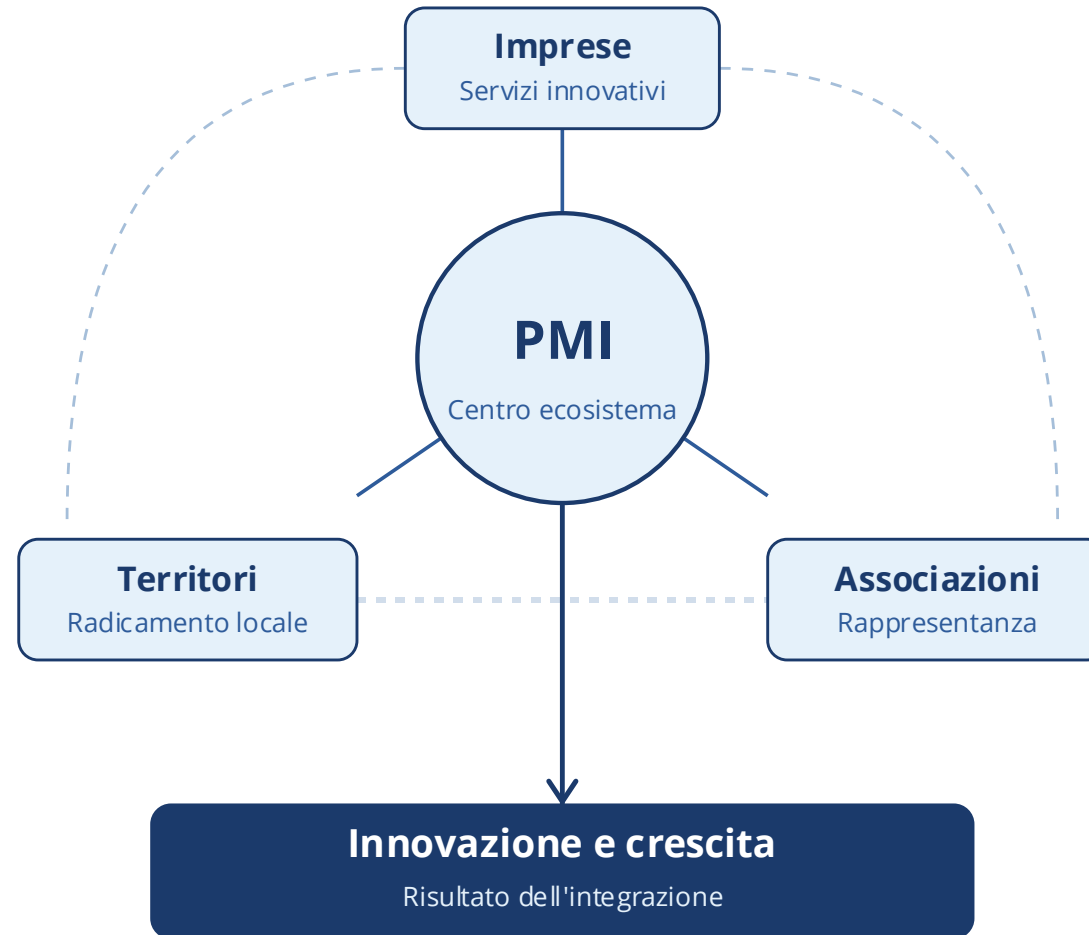 Imprese
Servizi innovativi
PMI
Centro ecosistema
Territori
Radicamento locale
Associazioni
Rappresentanza
Innovazione e crescita
Risultato dell'integrazione